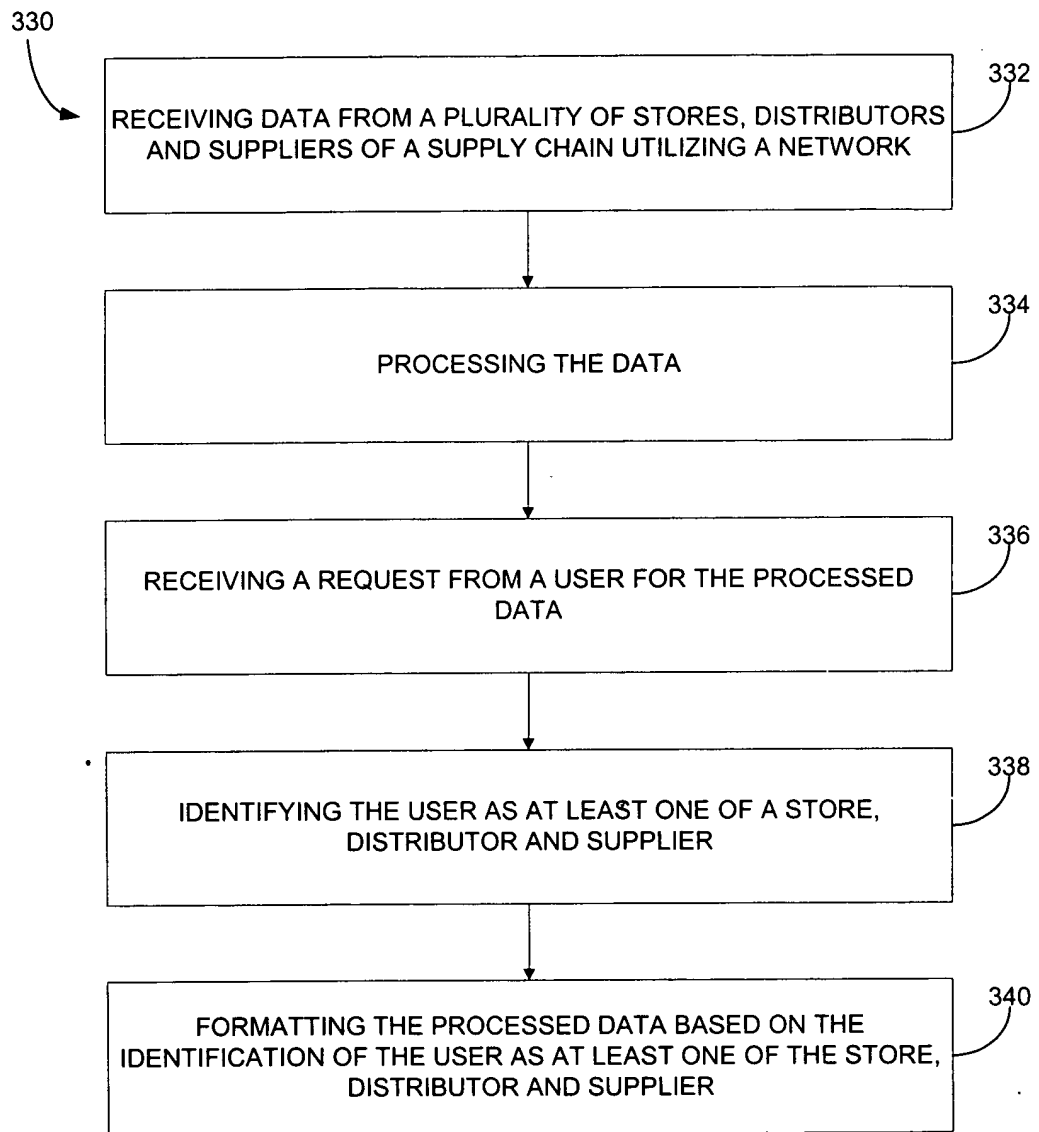 330
332
RECEIVING DATA FROM A PLURALITY OF STORES, DISTRIBUTORS
AND SUPPLIERS OF A SUPPLY CHAIN UTILIZING A NETWORK
334
PROCESSING THE DATA
336
RECEIVING A REQUEST FROM A USER FOR THE PROCESSED
DATA
338
IDENTIFYING THE USER AS AT LEAST ONE OF A STORE,
DISTRIBUTOR AND SUPPLIER
340
FORMATTING THE PROCESSED DATA BASED ON THE
IDENTIFICATION OF THE USER AS AT LEAST ONE OF THE STORE,
DISTRIBUTOR AND SUPPLIER